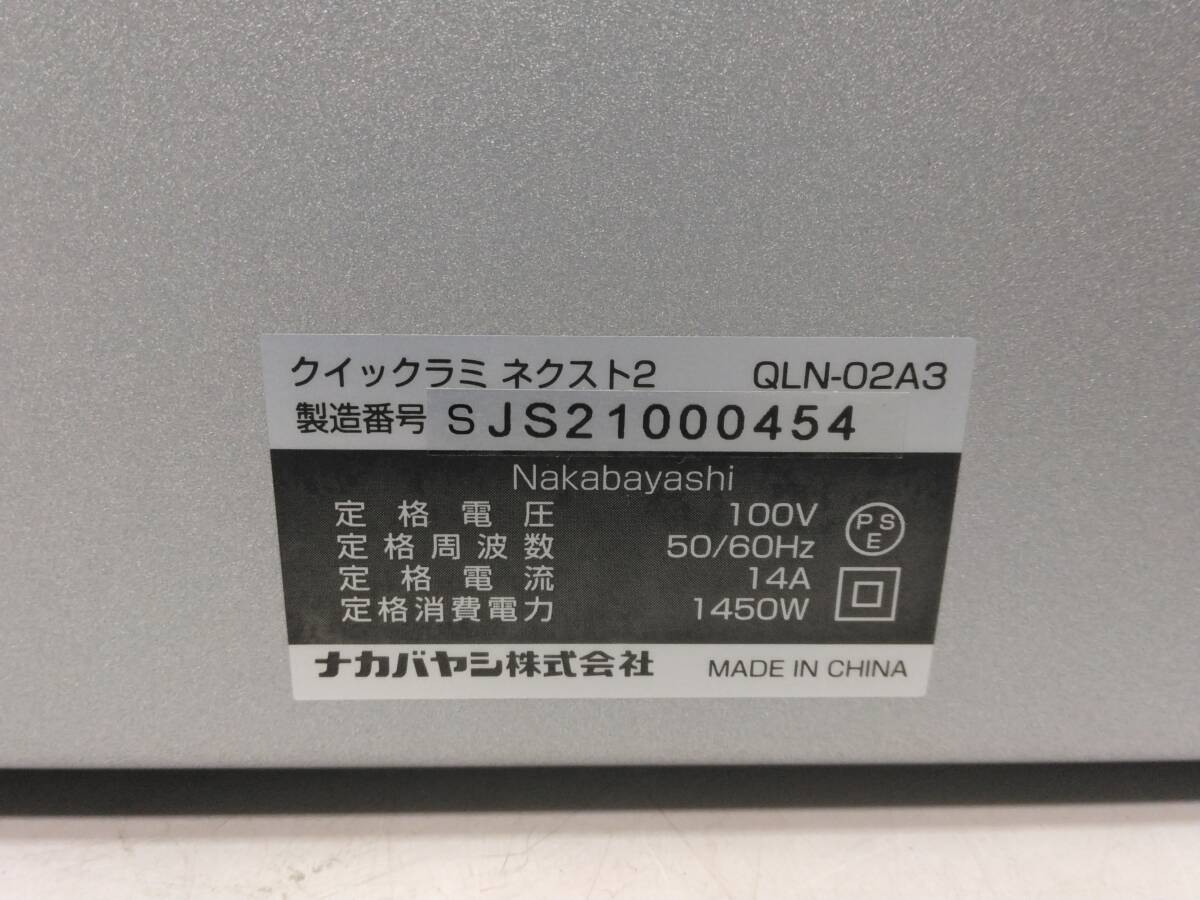 クイックラミ ネクスト2 QLN-02A3
製造番号 SJS21000454
Nakabayashi
定格電圧 100V
定格周波数 50/60Hz
定格電流 14A
定格消費電力 1450W
PSE
ナカバヤシ株式会社 MADE IN CHINA